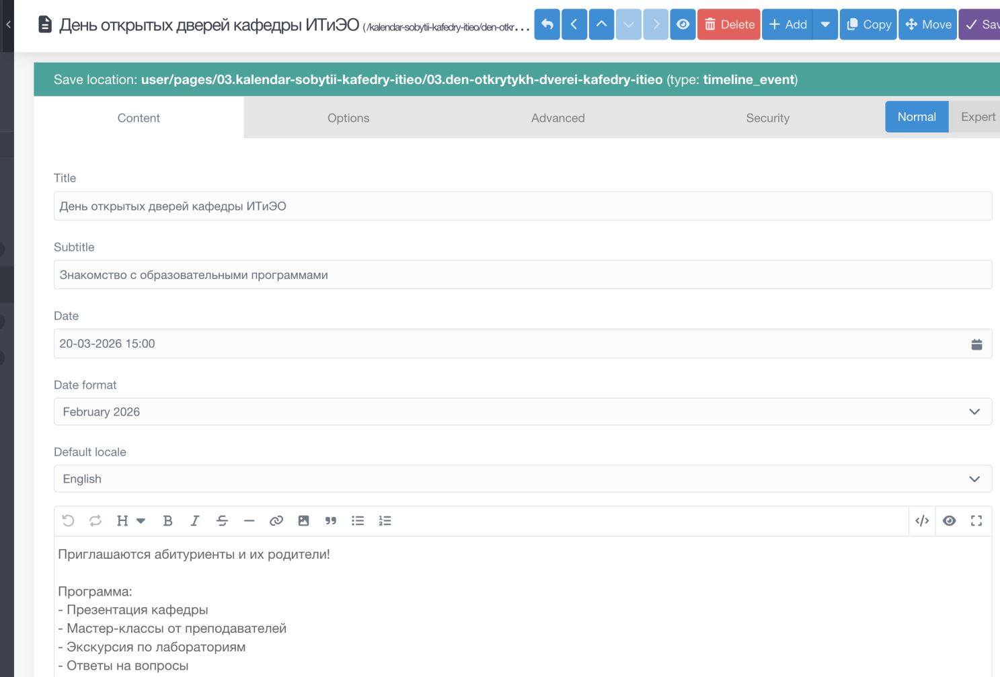 День открытых дверей кафедры ИТиЭО (/kalendar-sobytii-kafedry-itieo/den-otkr...
Delete
Add
Copy
Move
Sav
Save location: user/pages/03.kalendar-sobytii-kafedry-itieo/03.den-otkrytykh-dverei-kafedry-itieo (type: timeline_event)
Content
Options
Advanced
Security
Normal
Expert
Title
День открытых дверей кафедры ИТиЭО
Subtitle
Знакомство с образовательными программами
Date
20-03-2026 15:00
Date format
February 2026
Default locale
English
H B I S
Приглашаются абитуриенты и их родители!
Программа:
- Презентация кафедры
- Мастер-классы от преподавателей
- Экскурсия по лабораториям
- Ответы на вопросы